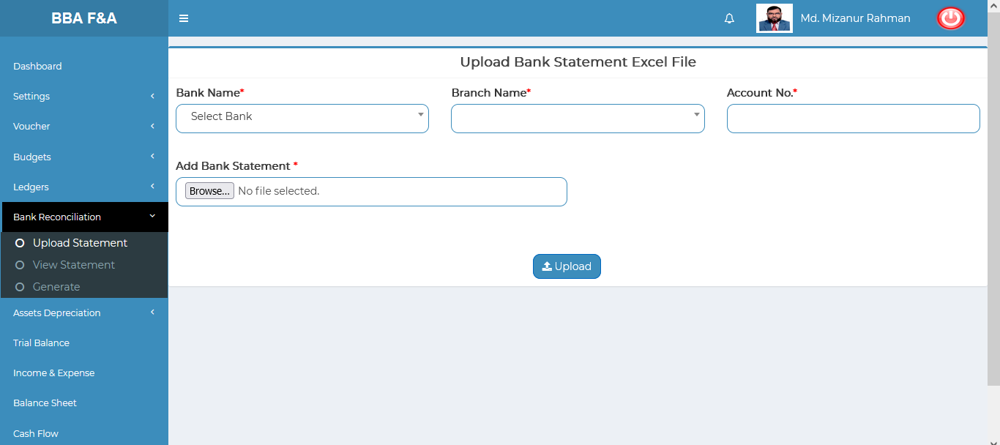 BBA F&A
Md. Mizanur Rahman
Dashboard
Settings
Voucher
Budgets
Ledgers
Bank Reconciliation
Upload Statement
View Statement
Generate
Assets Depreciation
Trial Balance
Income & Expense
Balance Sheet
Cash Flow
Upload Bank Statement Excel File
Bank Name*
Branch Name*
Account No.*
Select Bank
Add Bank Statement *
Browse... No file selected.
Upload